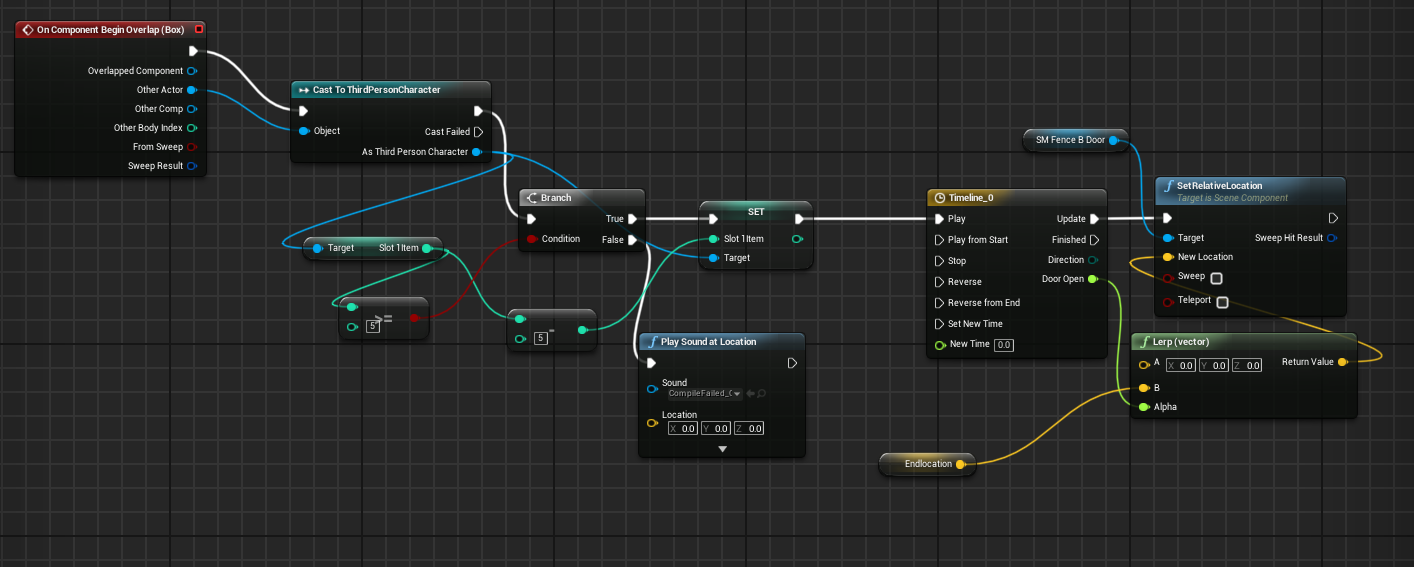 On Component Begin Overlap (Box)
Overlapped Component
Other Actor
Other Comp
Other Body Index
From Sweep
Sweep Result
Cast To ThirdPersonCharacter
Object
Cast Failed
As Third Person Character
Target
Slot 1Item
>=
5
Branch
Condition
True
False
5
-
SET
Slot 1Item
Target
Play Sound at Location
Sound
Location
X 0.0 Y 0.0 Z 0.0
Timeline_0
Play
Update
Play from Start
Finished
Stop
Direction
Reverse
Door Open
Reverse from End
Set New Time
New Time 0.0
SM Fence B Door
SetRelativeLocation
Target is Scene Component
Target
Sweep Hit Result
New Location
Sweep
Teleport
Lerp (vector)
A X 0.0 Y 0.0 Z 0.0
Return Value
B
Alpha
Endlocation